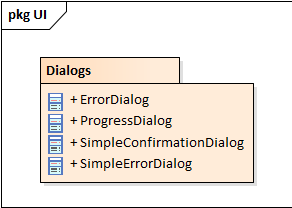 pkg UI
Dialogs
+ ErrorDialog
+ ProgressDialog
+ SimpleConfirmationDialog
+ SimpleErrorDialog